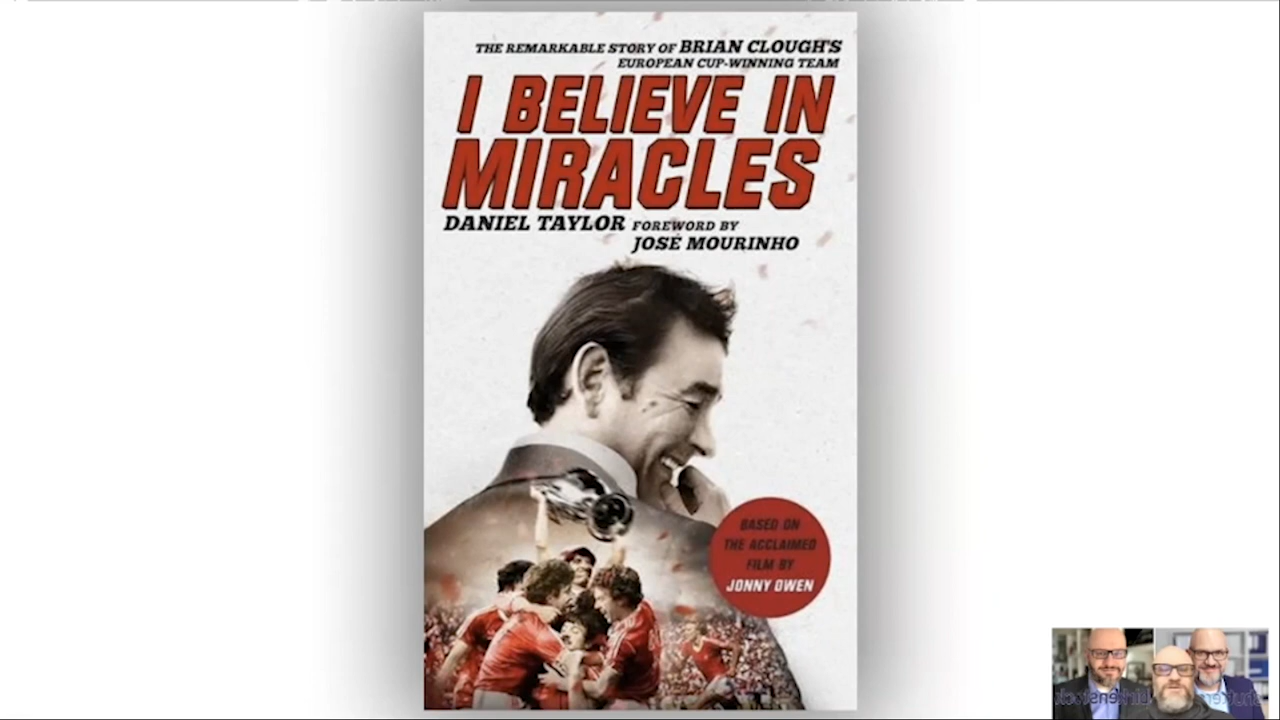 THE REMARKABLE STORY OF BRIAN CLOUGH'S
EUROPEAN CUP-WINNING TEAM
I BELIEVE IN
MIRACLES
DANIEL TAYLOR FOREWORD BY
JOSÉ MOURINHO
BASED ON
THE ACCLAIMED
FILM BY
JONNY OWEN